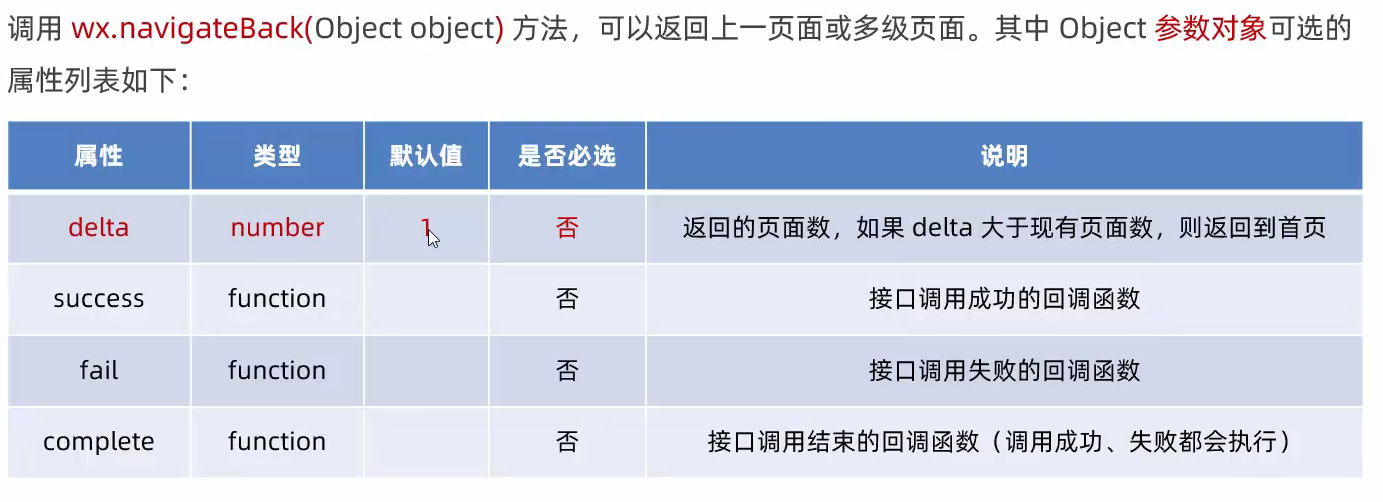 调用 wx.navigateBack(Object object) 方法，可以返回上一页面或多级页面。其中 Object 参数对象可选的
属性列表如下：
属性 类型 默认值 是否必选 说明
delta number 1 否 返回的页面数，如果 delta 大于现有页面数，则返回到首页
success function 否 接口调用成功的回调函数
fail function 否 接口调用失败的回调函数
complete function 否 接口调用结束的回调函数（调用成功、失败都会执行）